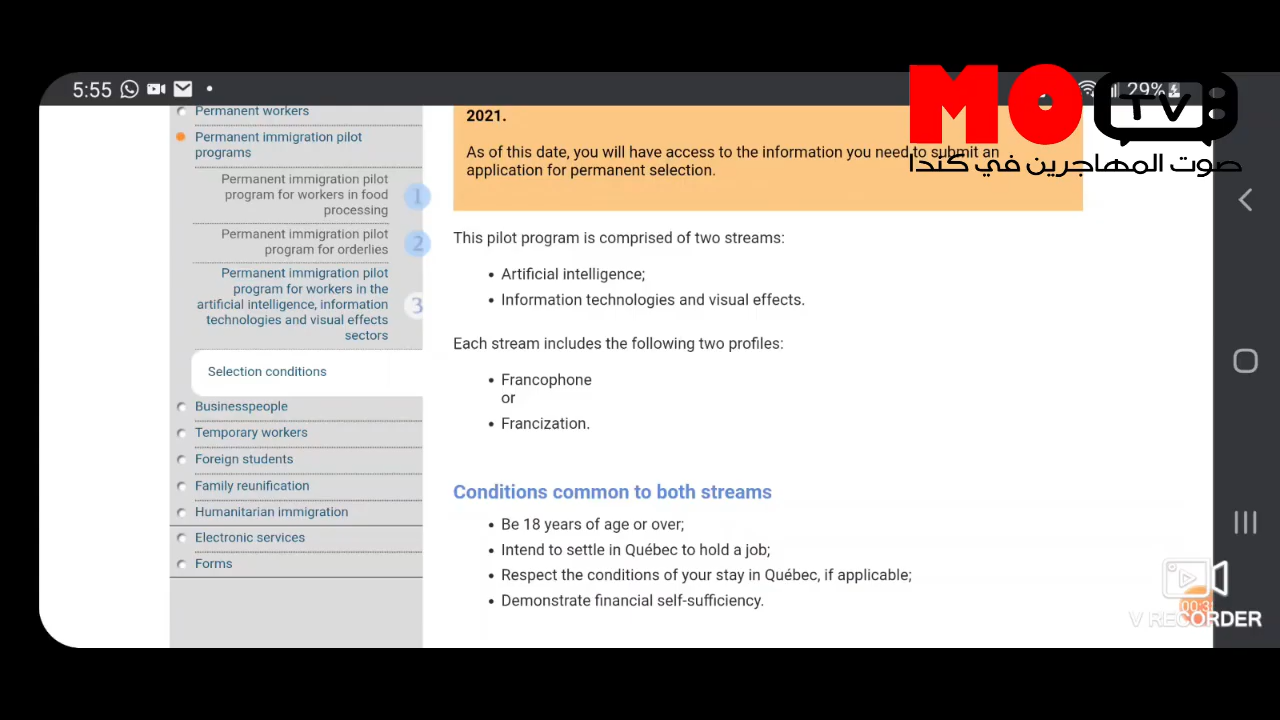 5:55
29%
MO TV
صوت المهاجرين في كندا
Permanent workers
Permanent immigration pilot
programs
Permanent immigration pilot
program for workers in food
processing
1
Permanent immigration pilot
program for orderlies
2
Permanent immigration pilot
program for workers in the
artificial intelligence, information
technologies and visual effects
sectors
3
Selection conditions
Businesspeople
Temporary workers
Foreign students
Family reunification
Humanitarian immigration
Electronic services
Forms
2021.
As of this date, you will have access to the information you need to submit an
application for permanent selection.
This pilot program is comprised of two streams:
• Artificial intelligence;
• Information technologies and visual effects.
Each stream includes the following two profiles:
• Francophone
or
• Francization.
Conditions common to both streams
• Be 18 years of age or over;
• Intend to settle in Québec to hold a job;
• Respect the conditions of your stay in Québec, if applicable;
• Demonstrate financial self-sufficiency.
V RECORDER